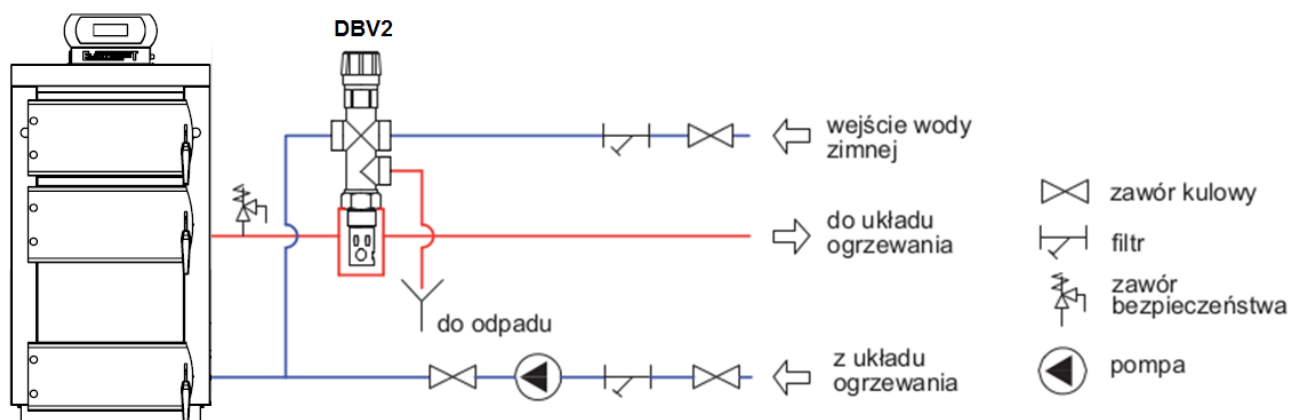 DBV2
wejście wody
zimnej
do układu
ogrzewania
do odpadu
z układu
ogrzewania
zawór kulowy
filtr
zawór
bezpieczeństwa
pompa